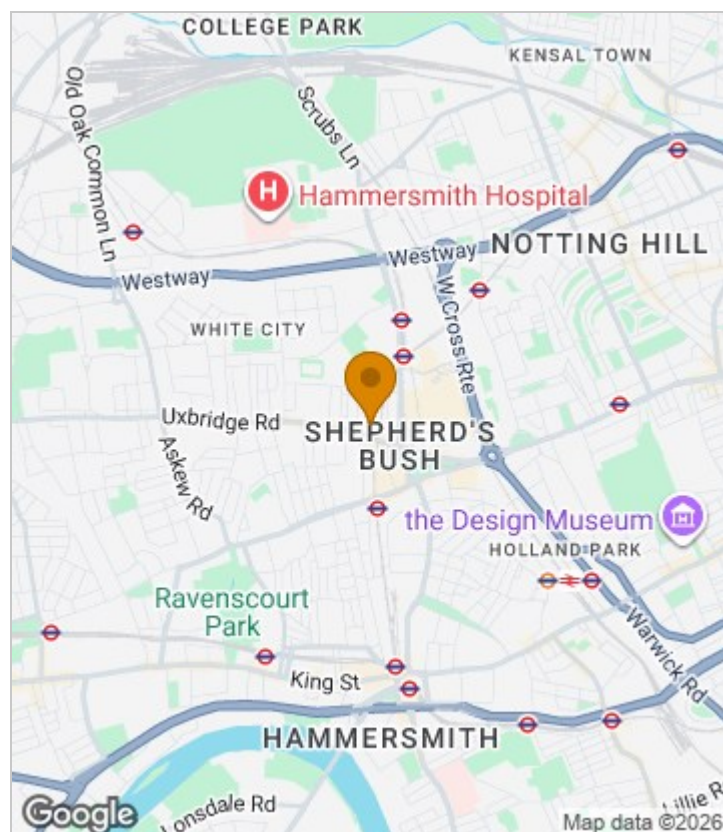 COLLEGE PARK
KENSAL TOWN
Old Oak Common Ln
Scrubs Ln
H
Hammersmith Hospital
NOTTING HILL
Westway
Westway
W Cross Rte
WHITE CITY
Uxbridge Rd
SHEPHERD'S
BUSH
Askew Rd
the Design Museum
HOLLAND PARK
Ravenscourt
Park
Warwick Rd
King St
HAMMERSMITH
Lonsdale Rd
Lillie R
Google
Map data ©2026